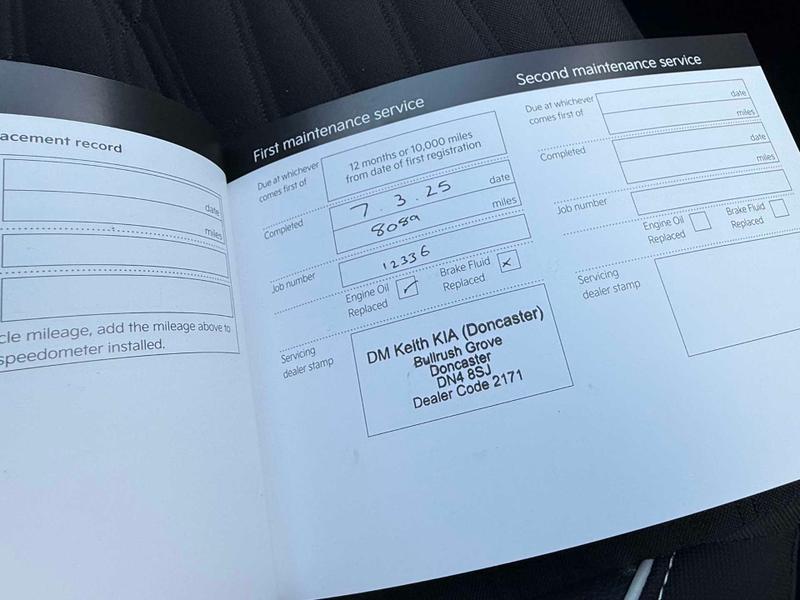 acement record
date
miles
cle mileage, add the mileage above to
speedometer installed.
First maintenance service
Due at whichever
comes first of
12 months or 10,000 miles
from date of first registration
Completed
7.3.25 date
8089 miles
Job number
12336
Engine Oil
Replaced
Brake Fluid
Replaced
Servicing
dealer stamp
DM Keith KIA (Doncaster)
Bullrush Grove
Doncaster
DN4 8SJ
Dealer Code 2171
Second maintenance service
Due at whichever
comes first of
date
miles
Completed
date
miles
Job number
Engine Oil
Replaced
Brake Fluid
Replaced
Servicing
dealer stamp